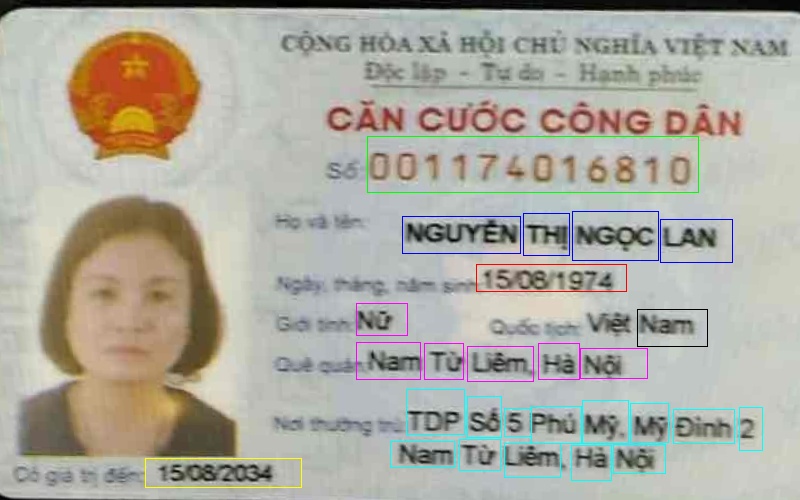 CỘNG HÒA XÃ HỘI CHỦ NGHĨA VIỆT NAM
Độc lập - Tự do - Hạnh phúc
CĂN CƯỚC CÔNG DÂN
Số: 001174016810
Họ và tên: NGUYỄN THỊ NGỌC LAN
Ngày, tháng, năm sinh: 15/08/1974
Giới tính: Nữ Quốc tịch: Việt Nam
Quê quán: Nam Từ Liêm, Hà Nội
Nơi thường trú: TDP Số 5 Phú Mỹ, Mỹ Đình 2
Nam Từ Liêm, Hà Nội
Có giá trị đến: 15/08/2034